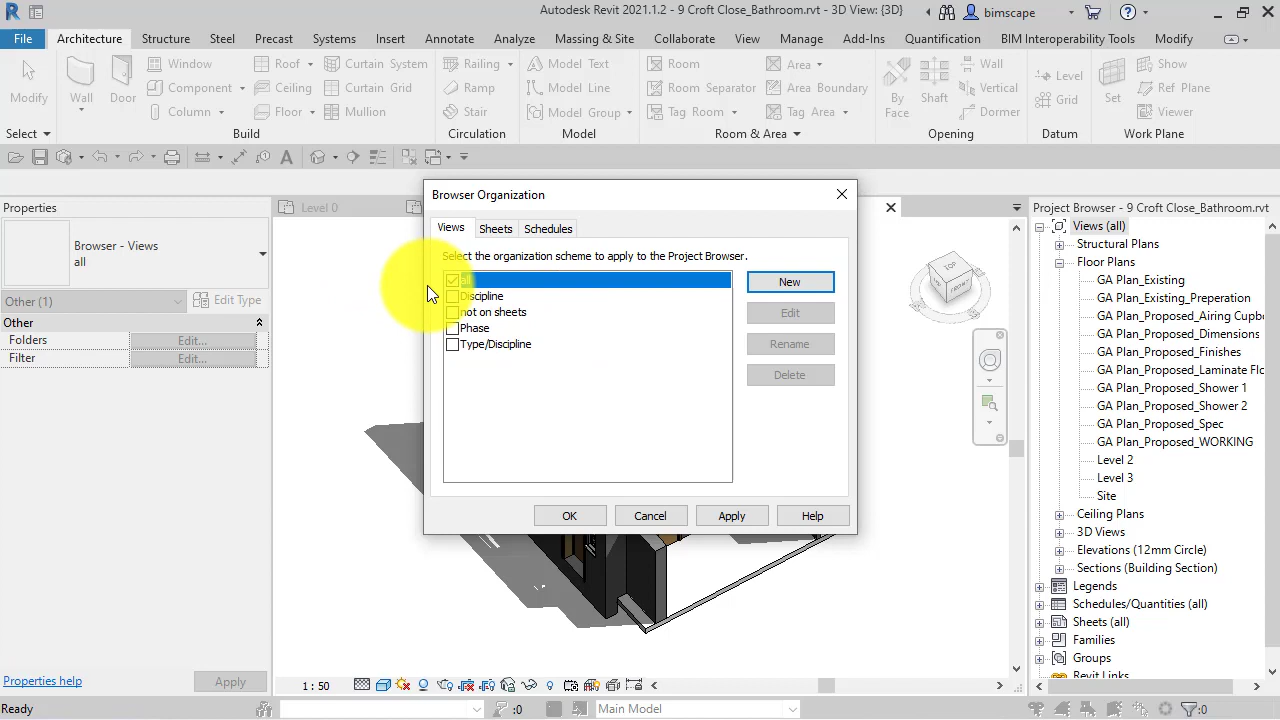 Autodesk Revit 2021.1.2 - 9 Croft Close_Bathroom.rvt - 3D View: {3D}
bimscape
File Architecture Structure Steel Precast Systems Insert Annotate Analyze Massing & Site Collaborate View Manage Add-Ins Quantification BIM Interoperability Tools Modify
Modify
Wall
Door
Window
Component
Column
Roof
Ceiling
Floor
Curtain System
Curtain Grid
Mullion
Railing
Ramp
Stair
Model Text
Model Line
Model Group
Room
Room Separator
Tag Room
Area
Area Boundary
Tag Area
By
Face
Shaft
Wall
Vertical
Dormer
Level
Grid
Set
Show
Ref Plane
Viewer
Select Build Circulation Model Room & Area Opening Datum Work Plane
Properties
Browser - Views
all
Other (1) Edit Type
Other
Folders Edit...
Filter Edit...
Properties help Apply
Level 0
Browser Organization
Views Sheets Schedules
Select the organization scheme to apply to the Project Browser.
Discipline
not on sheets
Phase
Type/Discipline
New
Edit
Rename
Delete
OK Cancel Apply Help
TOP
FRONT
Project Browser - 9 Croft Close_Bathroom.rvt
Views (all)
Structural Plans
Floor Plans
GA Plan_Existing
GA Plan_Existing_Preperation
GA Plan_Proposed_Airing Cupb
GA Plan_Proposed_Dimensions
GA Plan_Proposed_Finishes
GA Plan_Proposed_Laminate Flo
GA Plan_Proposed_Shower 1
GA Plan_Proposed_Shower 2
GA Plan_Proposed_Spec
GA Plan_Proposed_WORKING
Level 2
Level 3
Site
Ceiling Plans
3D Views
Elevations (12mm Circle)
Sections (Building Section)
Legends
Schedules/Quantities (all)
Sheets (all)
Families
Groups
Revit Links
1 : 50
Ready :0 Main Model :0